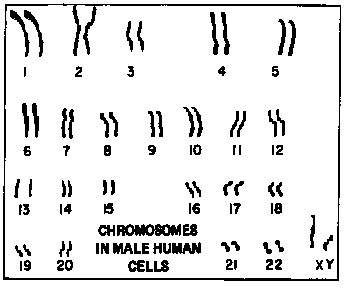 1 2 3 4 5
6 7 8 9 10 11 12
13 14 15 16 17 18
CHROMOSOMES
IN MALE HUMAN
CELLS
19 20 21 22 XY